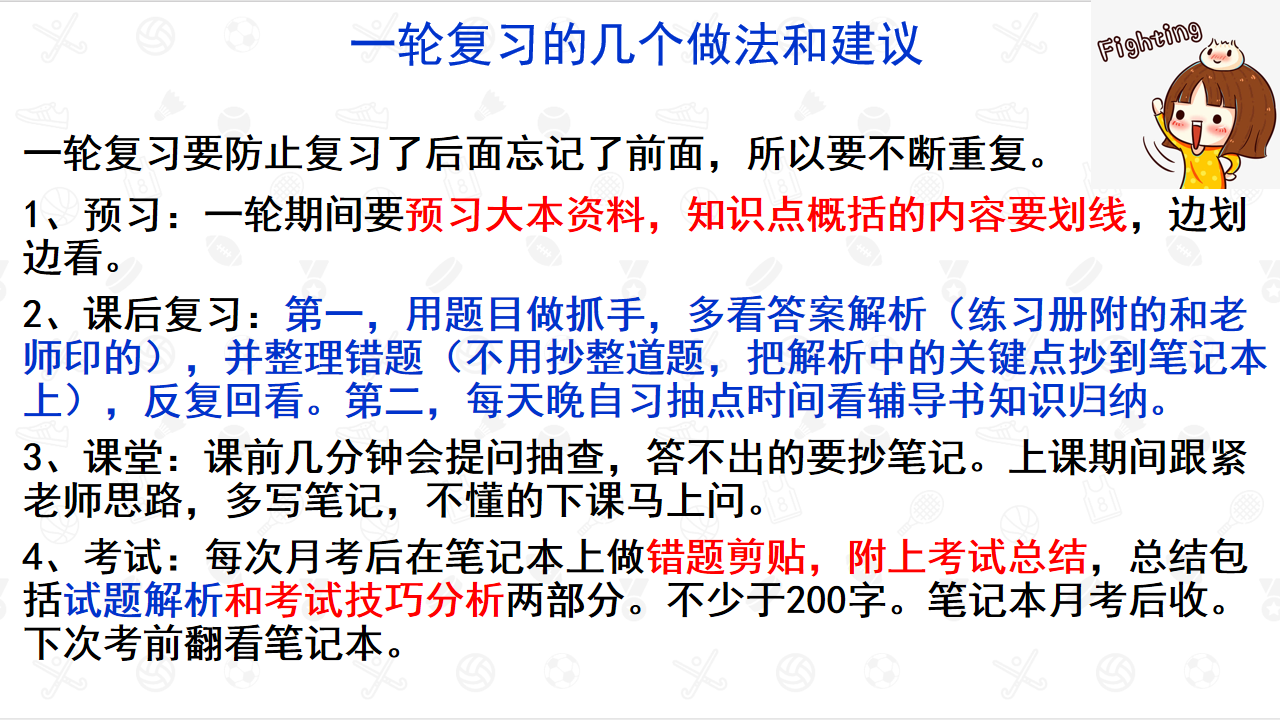 一轮复习的几个做法和建议
Fighting
一轮复习要防止复习了后面忘记了前面，所以要不断重复。
1、预习：一轮期间要预习大本资料，知识点概括的内容要划线，边划
边看。
2、课后复习：第一，用题目做抓手，多看答案解析（练习册附的和老
师印的），并整理错题（不用抄整道题，把解析中的关键点抄到笔记本
上），反复回看。第二，每天晚自习抽点时间看辅导书知识归纳。
3、课堂：课前几分钟会提问抽查，答不出的要抄笔记。上课期间跟紧
老师思路，多写笔记，不懂的下课马上问。
4、考试：每次月考后在笔记本上做错题剪贴，附上考试总结，总结包
括试题解析和考试技巧分析两部分。不少于200字。笔记本月考后收。
下次考前翻看笔记本。